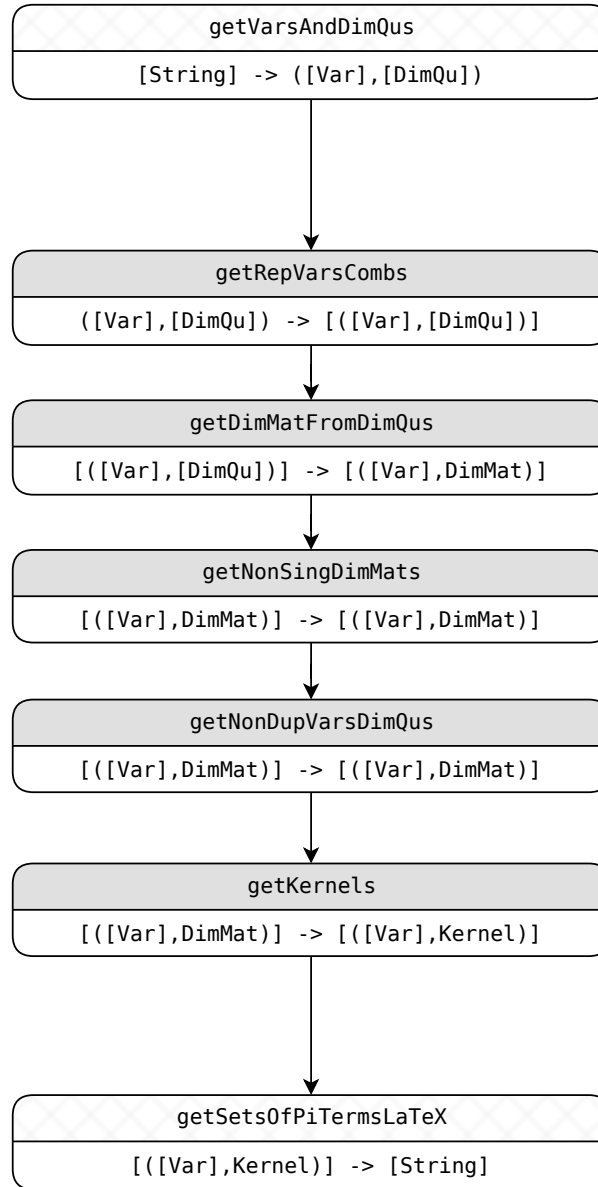 getVarsAndDimQus
[String] -> ([Var],[DimQu])
getRepVarsCombs
([Var],[DimQu]) -> [([Var],[DimQu])]
getDimMatFromDimQus
[([Var],[DimQu])] -> [([Var],DimMat)]
getNonSingDimMats
[([Var],DimMat)] -> [([Var],DimMat)]
getNonDupVarsDimQus
[([Var],DimMat)] -> [([Var],DimMat)]
getKernels
[([Var],DimMat)] -> [([Var],Kernel)]
getSetsOfPiTermsLaTeX
[([Var],Kernel)] -> [String]